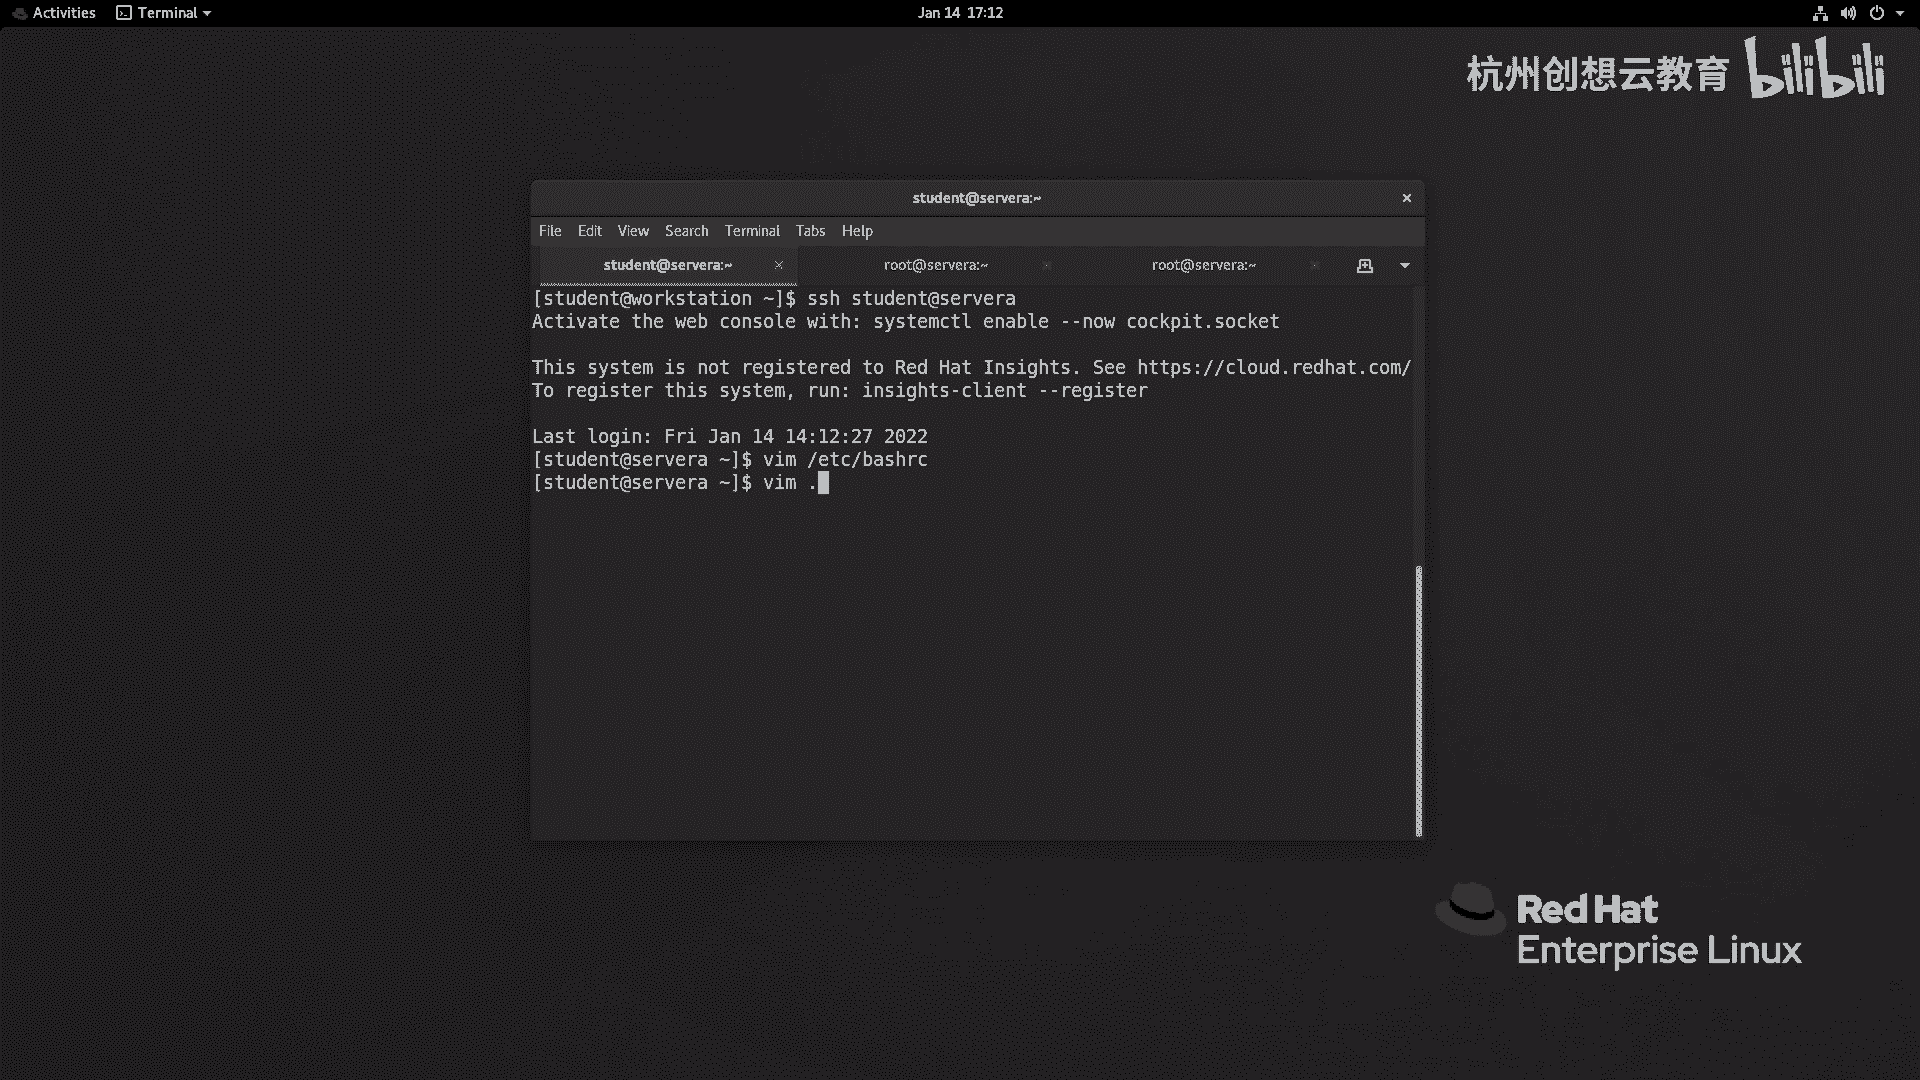 Activities Terminal Jan 14 17:12
杭州创想云教育 bilibili
student@servera:~
File Edit View Search Terminal Tabs Help
student@servera:~ root@servera:~ root@servera:~
[student@workstation ~]$ ssh student@servera
Activate the web console with: systemctl enable --now cockpit.socket
This system is not registered to Red Hat Insights. See https://cloud.redhat.com/
To register this system, run: insights-client --register
Last login: Fri Jan 14 14:12:27 2022
[student@servera ~]$ vim /etc/bashrc
[student@servera ~]$ vim .
Red Hat
Enterprise Linux